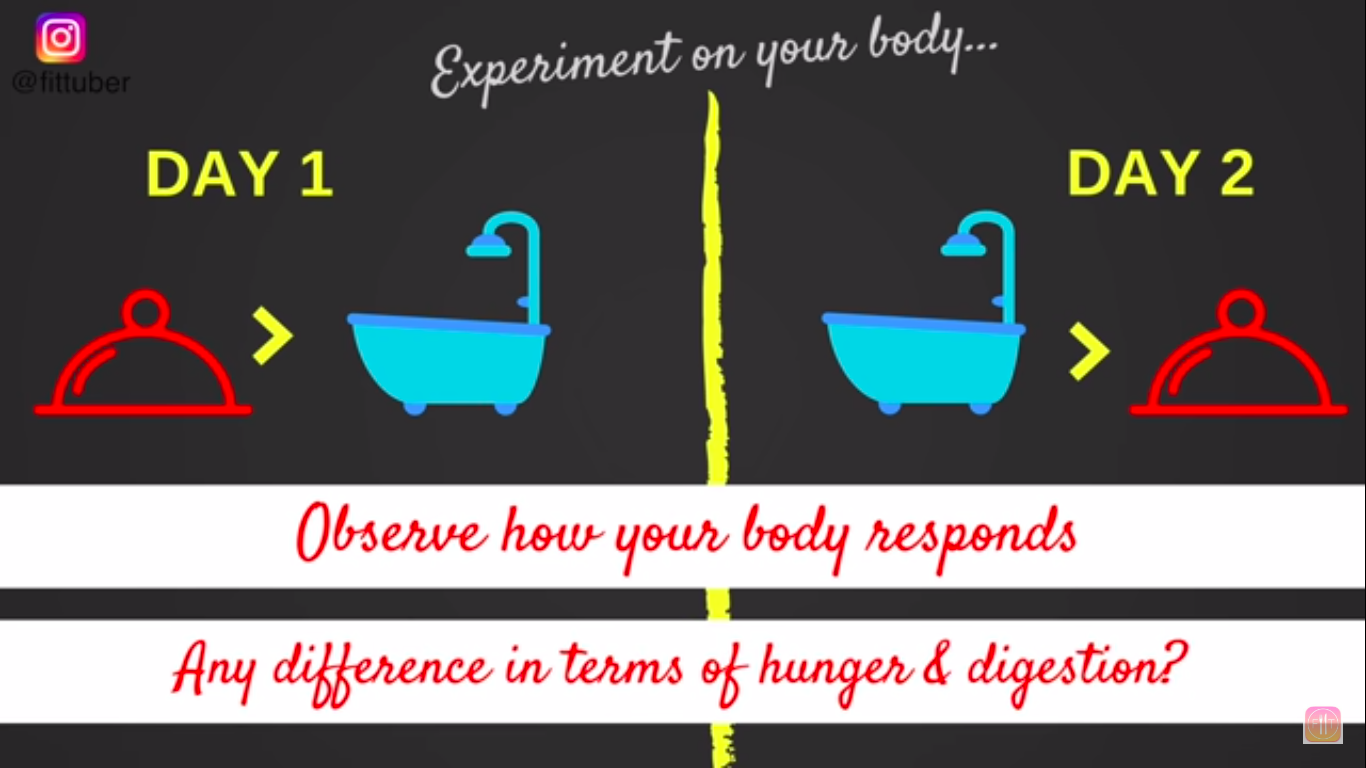 @fittuber
Experiment on your body...
DAY 1
DAY 2
Observe how your body responds
Any difference in terms of hunger & digestion?